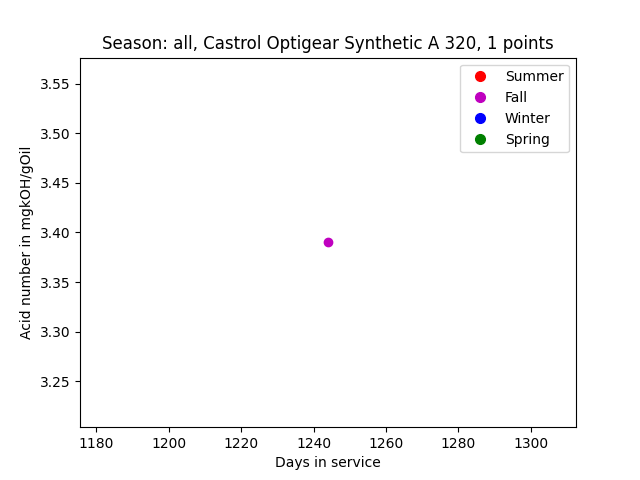 Season: all, Castrol Optigear Synthetic A 320, 1 points
Summer
Fall
Winter
Spring
Acid number in mgkOH/gOil
3.55
3.50
3.45
3.40
3.35
3.30
3.25
1180 1200 1220 1240 1260 1280 1300
Days in service